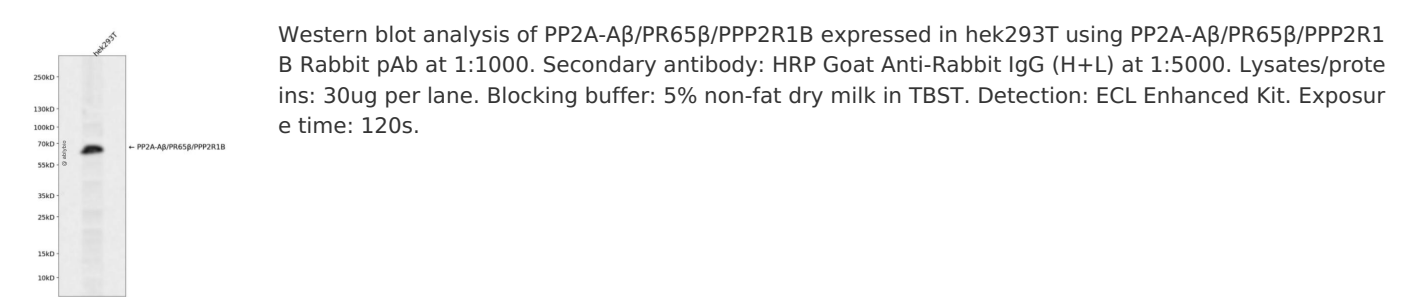 hek293T
250kD
130kD
100kD
70kD
55kD
35kD
25kD
15kD
10kD
← PP2A-Aβ/PR65β/PPP2R1B
Western blot analysis of PP2A-Aβ/PR65β/PPP2R1B expressed in hek293T using PP2A-Aβ/PR65β/PPP2R1
B Rabbit pAb at 1:1000. Secondary antibody: HRP Goat Anti-Rabbit IgG (H+L) at 1:5000. Lysates/prote
ins: 30ug per lane. Blocking buffer: 5% non-fat dry milk in TBST. Detection: ECL Enhanced Kit. Exposur
e time: 120s.